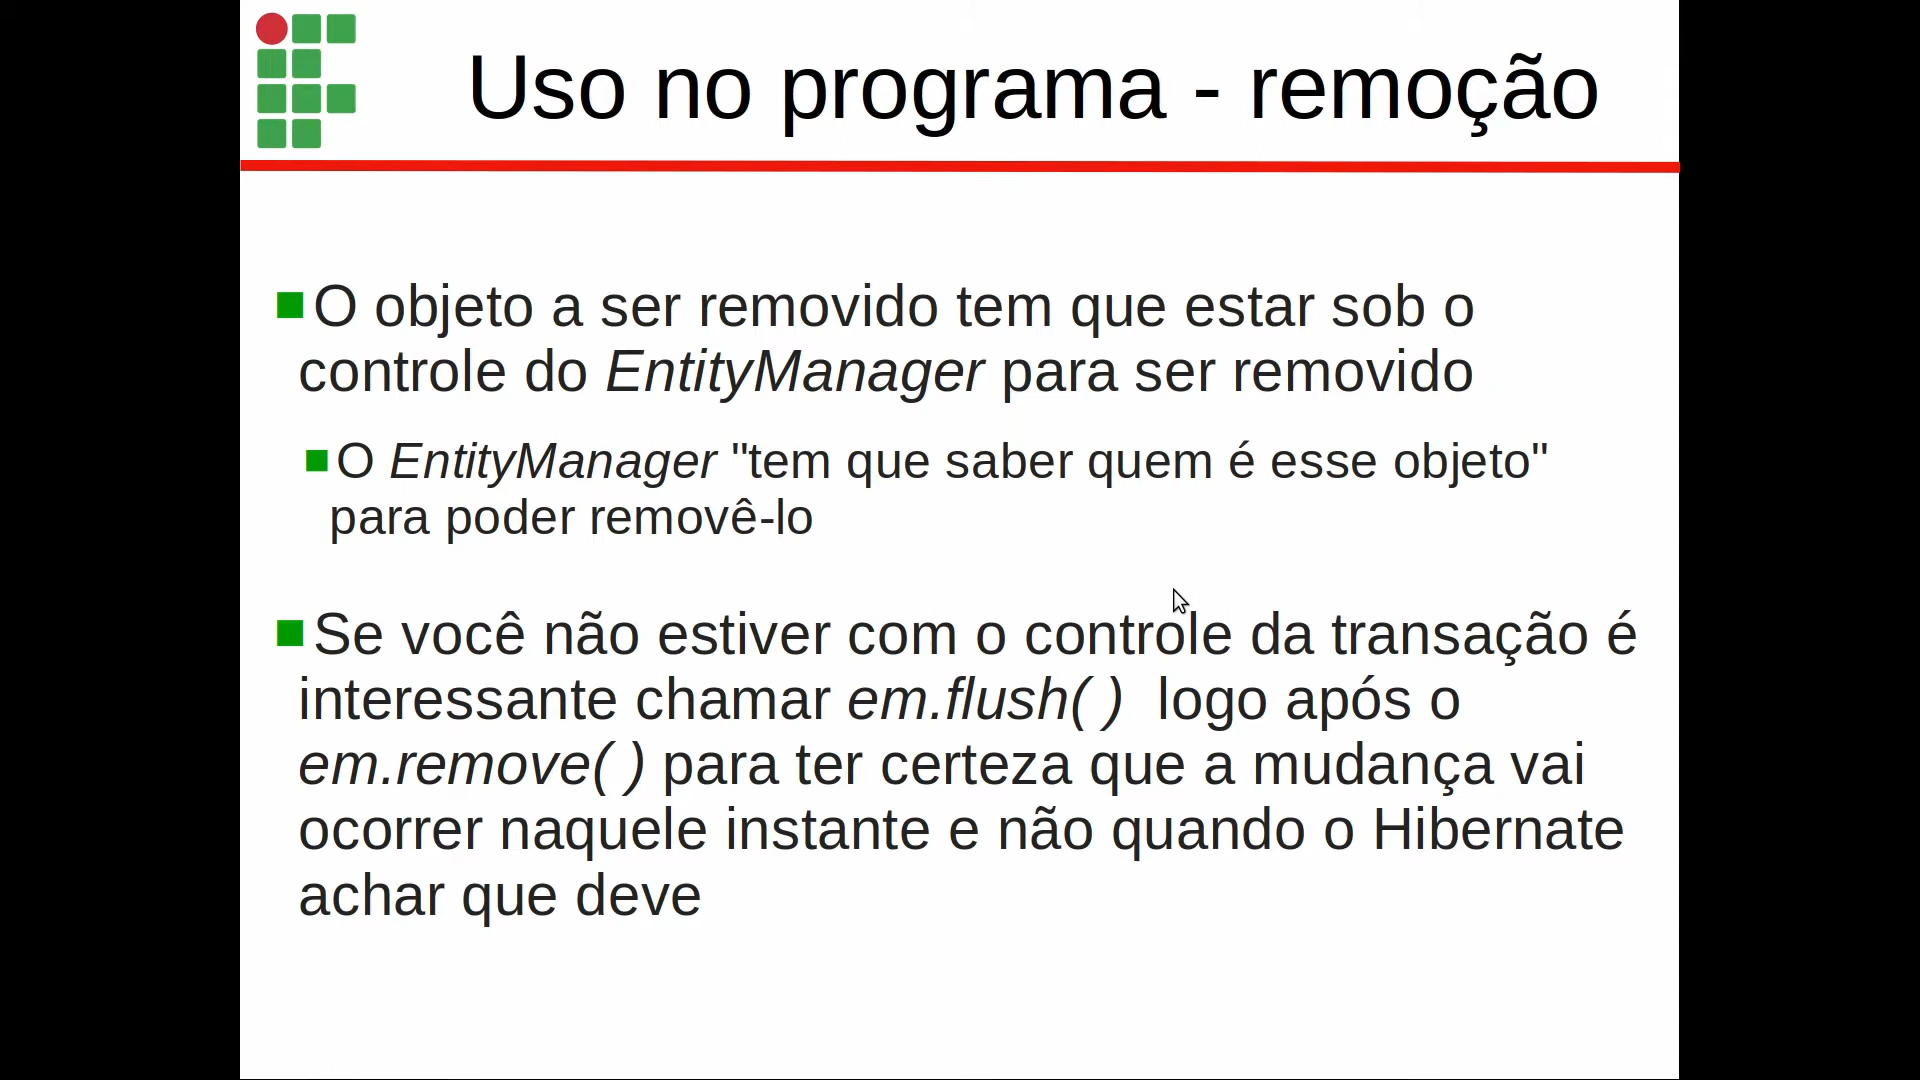 Uso no programa - remoção
O objeto a ser removido tem que estar sob o
controle do EntityManager para ser removido
O EntityManager "tem que saber quem é esse objeto"
para poder removê-lo
Se você não estiver com o controle da transação é
interessante chamar em.flush( )  logo após o
em.remove( ) para ter certeza que a mudança vai
ocorrer naquele instante e não quando o Hibernate
achar que deve